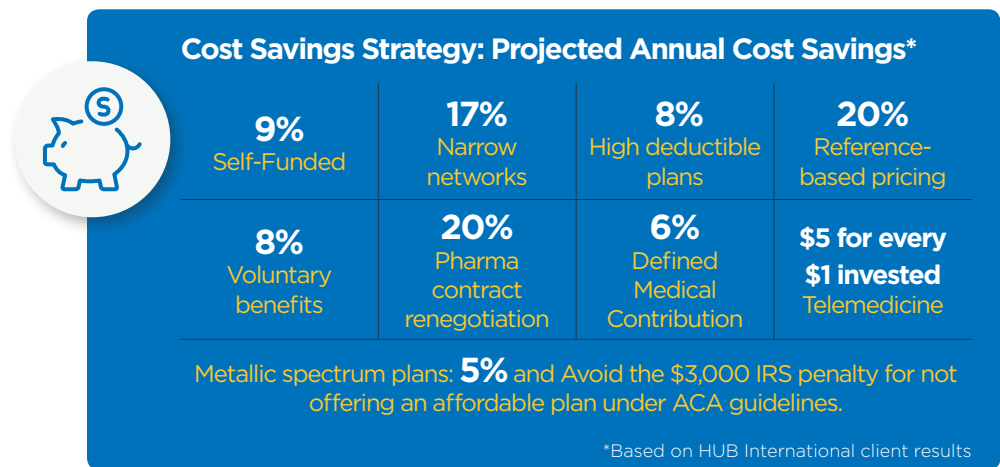 Cost Savings Strategy: Projected Annual Cost Savings*
S
9%
Self-Funded
17%
Narrow
networks
8%
High deductible
plans
20%
Reference-
based pricing
8%
Voluntary
benefits
20%
Pharma
contract
renegotiation
6%
Defined
Medical
Contribution
$5 for every
$1 invested
Telemedicine
Metallic spectrum plans: 5% and Avoid the $3,000 IRS penalty for not
offering an affordable plan under ACA guidelines.
*Based on HUB International client results